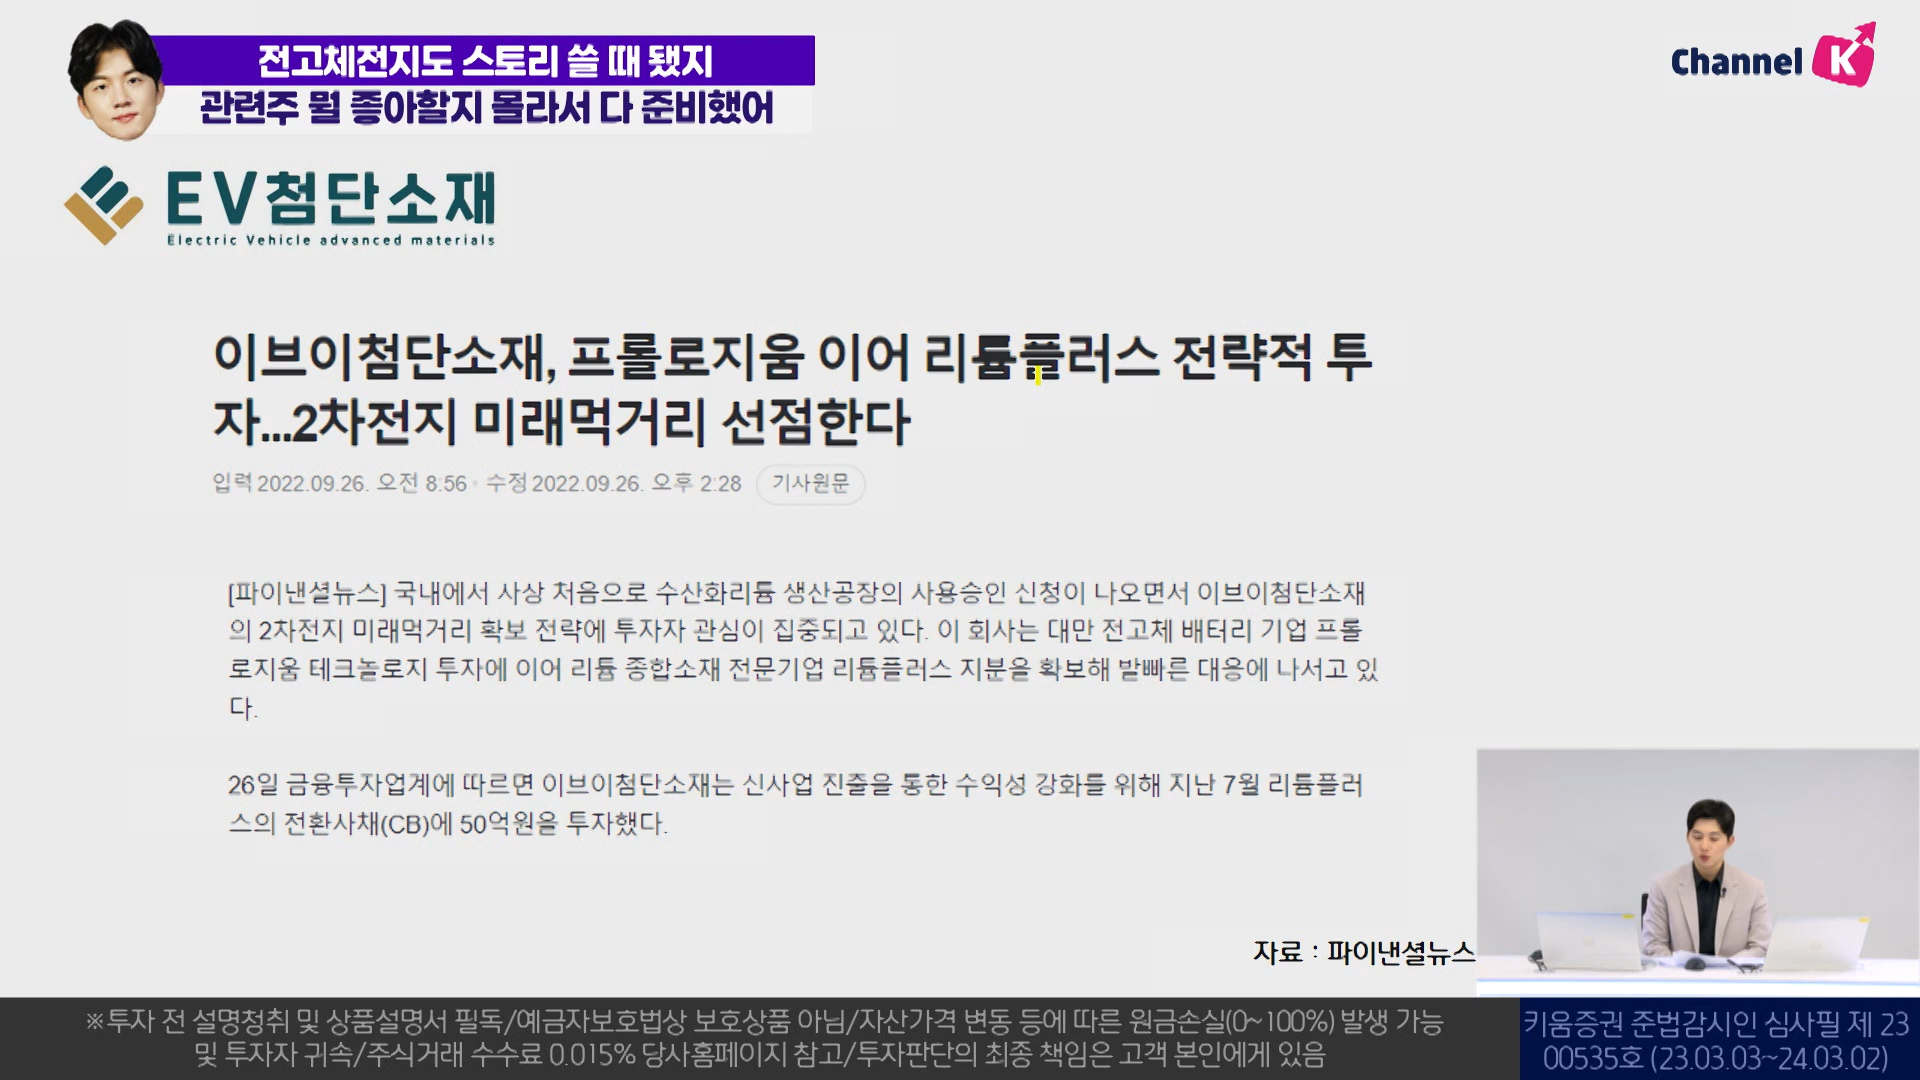 전고체전지도 스토리 쓸 때 됐지
관련주 뭘 좋아할지 몰라서 다 준비했어
Channel K
EV첨단소재
Electric Vehicle advanced materials
이브이첨단소재, 프롤로지움 이어 리튬플러스 전략적 투
자...2차전지 미래먹거리 선점한다
입력 2022.09.26. 오전 8:56 · 수정 2022.09.26. 오후 2:28 기사원문
[파이낸셜뉴스] 국내에서 사상 처음으로 수산화리튬 생산공장의 사용승인 신청이 나오면서 이브이첨단소재
의 2차전지 미래먹거리 확보 전략에 투자자 관심이 집중되고 있다. 이 회사는 대만 전고체 배터리 기업 프롤
로지움 테크놀로지 투자에 이어 리튬 종합소재 전문기업 리튬플러스 지분을 확보해 발빠른 대응에 나서고 있
다.
26일 금융투자업계에 따르면 이브이첨단소재는 신사업 진출을 통한 수익성 강화를 위해 지난 7월 리튬플러
스의 전환사채(CB)에 50억원을 투자했다.
자료 : 파이낸셜뉴스
※투자 전 설명청취 및 상품설명서 필독/예금자보호법상 보호상품 아님/자산가격 변동 등에 따른 원금손실(0~100%) 발생 가능
및 투자자 귀속/주식거래 수수료 0.015% 당사홈페이지 참고/투자판단의 최종 책임은 고객 본인에게 있음
키움증권 준법감시인 심사필 제 23
00535호 (23.03.03~24.03.02)